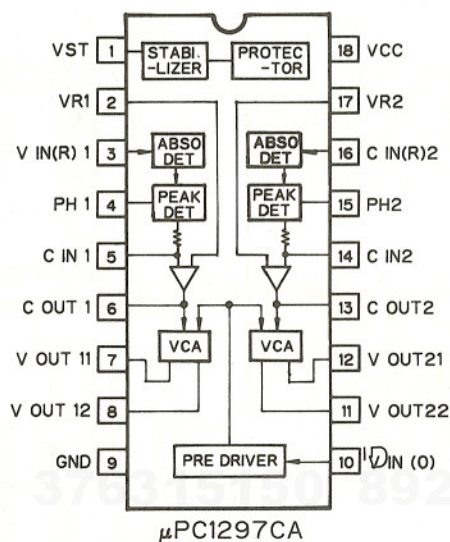 VST 1 STABI-LIZER PROTEC-TOR 18 VCC
VR1 2 17 VR2
V IN(R) 1 3 ABSO DET ABSO DET 16 C IN(R)2
PH 1 4 PEAK DET PEAK DET 15 PH2
C IN 1 5 14 C IN2
C OUT 1 6 13 C OUT2
VCA VCA
V OUT 11 7 12 V OUT21
V OUT 12 8 11 V OUT22
GND 9 PRE DRIVER 10 IN (0)
376315150 892
μPC1297CA